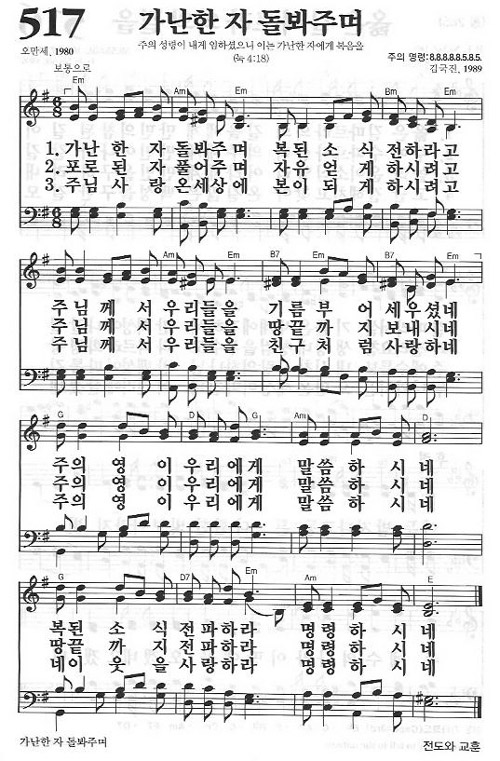 517 가난한 자 돌봐주며
오만세, 1980
주의 성령이 내게 임하셨으니 이는 가난한 자에게 복음을
(눅 4:18)
주의 명령:8.8.8.8.8.5.8.5.
김국진, 1989
보통으로
Em Am Em Bm Em
1. 가난 한 자 돌봐주며 복된 소 식 전하라고
2. 포로 된 자 풀어주며 자유 얻 게 하시려고
3. 주님 사 랑 온세상에 본이 되 게 하시려고
Am Em B7 Em B7 Em
주님 께 서 우리들을 기름 부 어 세우셨네
주님 께 서 우리들을 땅끝 까 지 보내시네
주님 께 서 우리들을 친구 처 럼 사랑하네
G C D G Am D
주의 영 이 우리에게 말씀 하 시 네
주의 영 이 우리에게 말씀 하 시 네
주의 영 이 우리에게 말씀 하 시 네
G D7 Em Am E
복된 소 식 전파하라 명령 하 시 네
땅끝 까 지 전파하라 명령 하 시 네
네이 웃 을 사랑하라 명령 하 시 네
가난한 자 돌봐주며
전도와 교훈